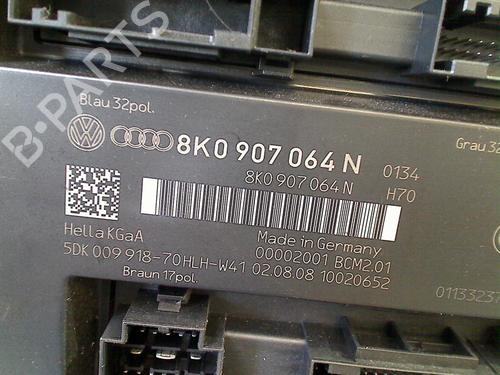 B-PARTS
Blau 32pol.
Grau 32
8K0 907 064 N 0134
8K0 907 064 N H70
Hella KGaA
Made in Germany
00002001 BCM2.01
5DK 009 918-70 HLH-W41 02.08.08 10020652
Braun 17pol.
01133237